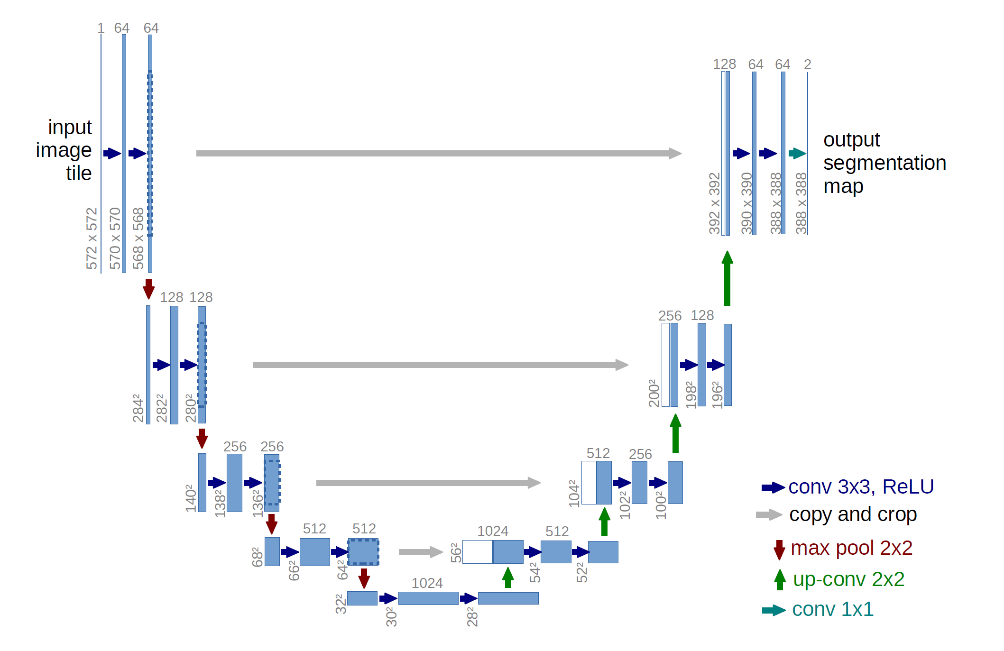 1 64 64
input
image
tile
572 x 572
570 x 570
568 x 568
128 64 64 2
output
segmentation
map
392 x 392
390 x 390
388 x 388
388 x 388
128 128
284²
282²
280²
256 128
200²
198²
196²
256 256
140²
138²
136²
512 256
104²
102²
100²
512 512
68²
66²
64²
1024 512
56²
54²
52²
1024
32²
30²
28²
conv 3x3, ReLU
copy and crop
max pool 2x2
up-conv 2x2
conv 1x1